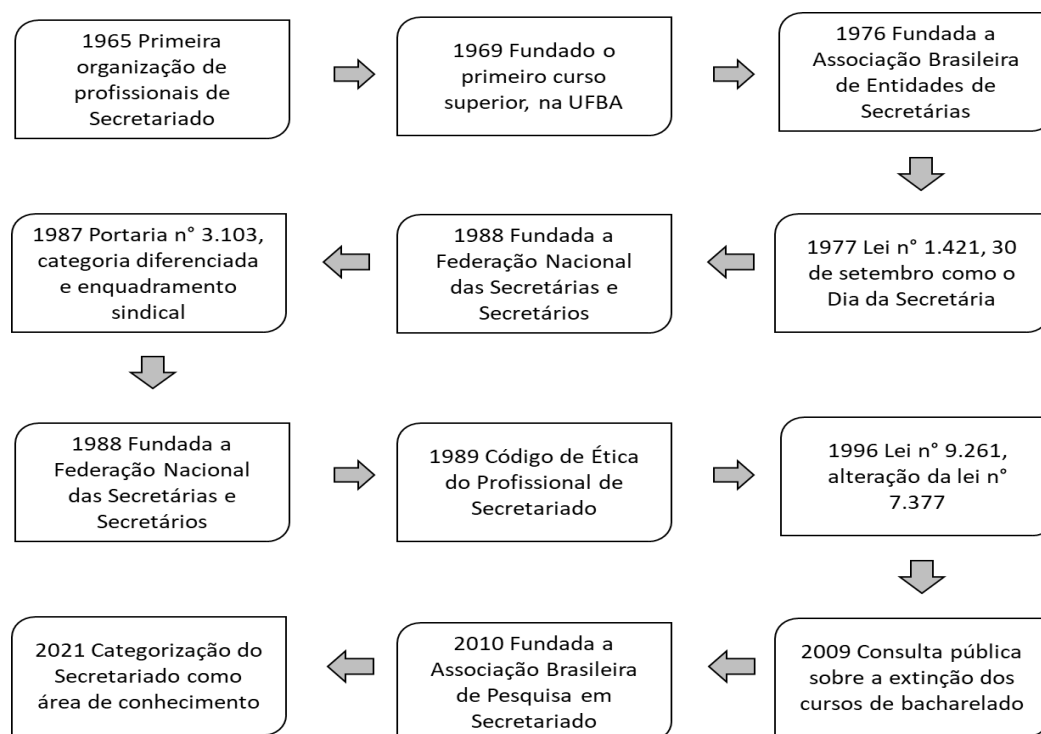 1965 Primeira
organização de
profissionais de
Secretariado
1969 Fundado o
primeiro curso
superior, na UFBA
1976 Fundada a
Associação Brasileira
de Entidades de
Secretárias
1977 Lei n° 1.421, 30
de setembro como o
Dia da Secretária
1988 Fundada a
Federação Nacional
das Secretárias e
Secretários
1987 Portaria n° 3.103,
categoria diferenciada
e enquadramento
sindical
1988 Fundada a
Federação Nacional
das Secretárias e
Secretários
1989 Código de Ética
do Profissional de
Secretariado
1996 Lei n° 9.261,
alteração da lei n°
7.377
2009 Consulta pública
sobre a extinção dos
cursos de bacharelado
2010 Fundada a
Associação Brasileira
de Pesquisa em
Secretariado
2021 Categorização do
Secretariado como
área de conhecimento